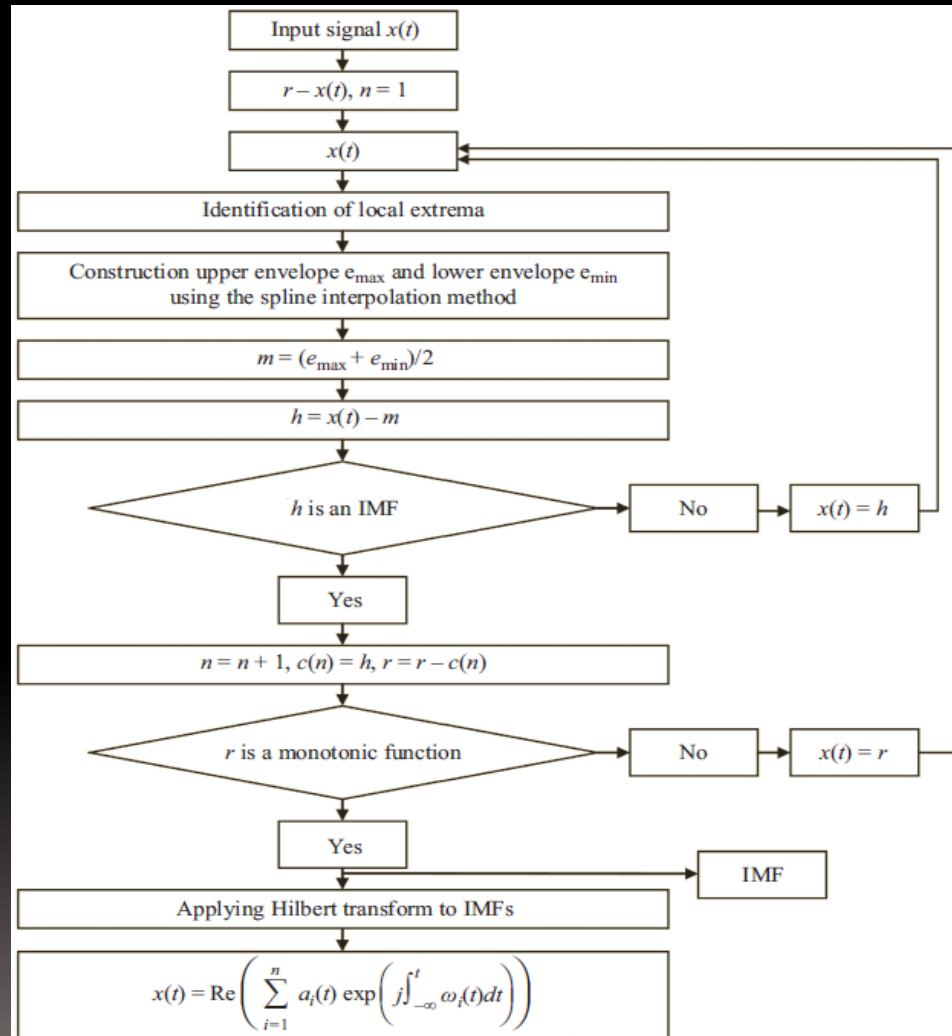 Input signal x(t)
r – x(t), n = 1
x(t)
Identification of local extrema
Construction upper envelope e_max and lower envelope e_min
using the spline interpolation method
m = (e_max + e_min)/2
h = x(t) – m
h is an IMF
No
x(t) = h
Yes
n = n + 1, c(n) = h, r = r – c(n)
r is a monotonic function
No
x(t) = r
Yes
IMF
Applying Hilbert transform to IMFs
x(t) = Re(∑_{i=1}^{n} a_i(t) exp(j∫_{–∞}^{t} ω_i(t)dt))